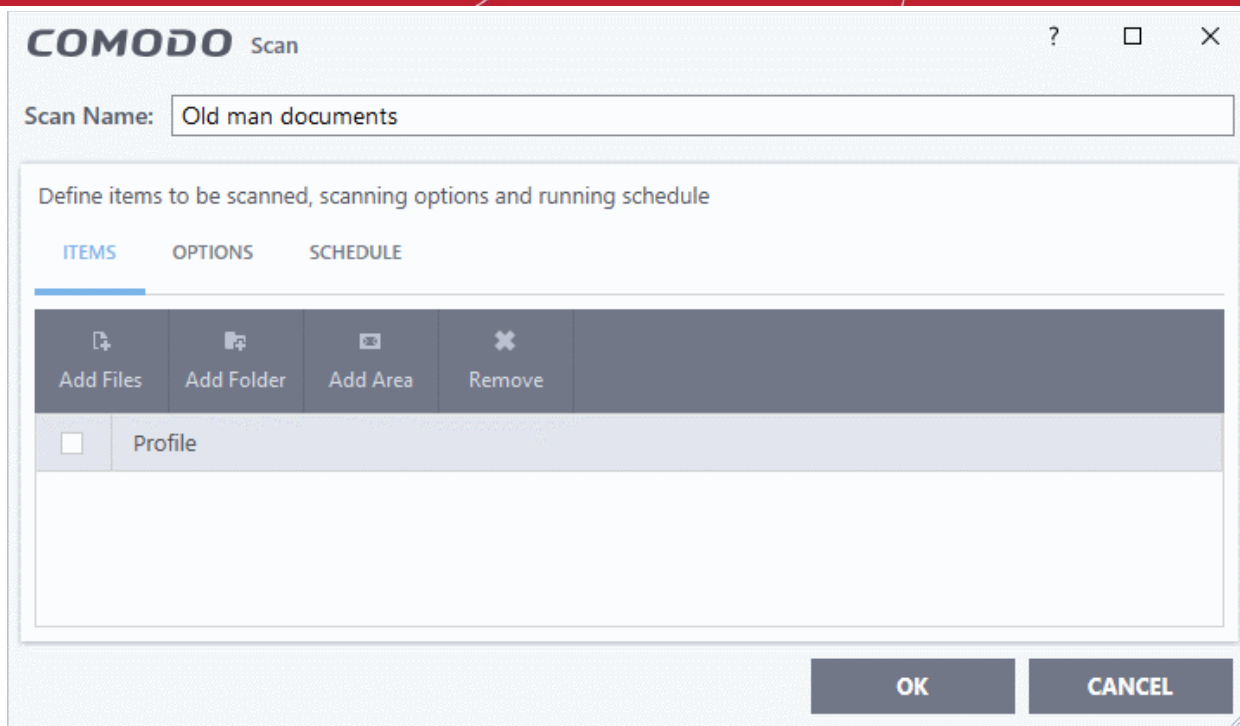 COMODO Scan ?
Scan Name: Old man documents
Define items to be scanned, scanning options and running schedule
ITEMS OPTIONS SCHEDULE
Add Files Add Folder Add Area Remove
Profile
OK CANCEL